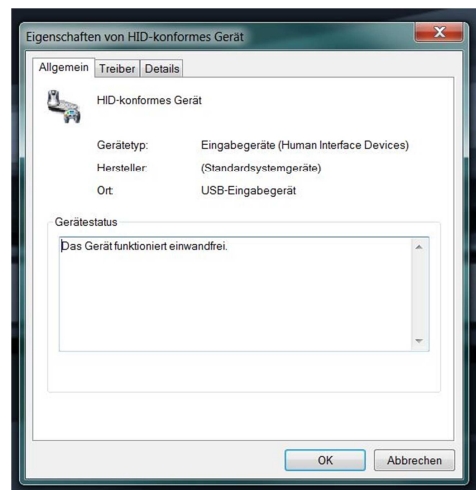 Eigenschaften von HID-konformes Gerät
Allgemein Treiber Details
HID-konformes Gerät
Gerätetyp: Eingabegeräte (Human Interface Devices)
Hersteller: (Standardsystemgeräte)
Ort: USB-Eingabegerät
Gerätestatus
Das Gerät funktioniert einwandfrei.
OK Abbrechen